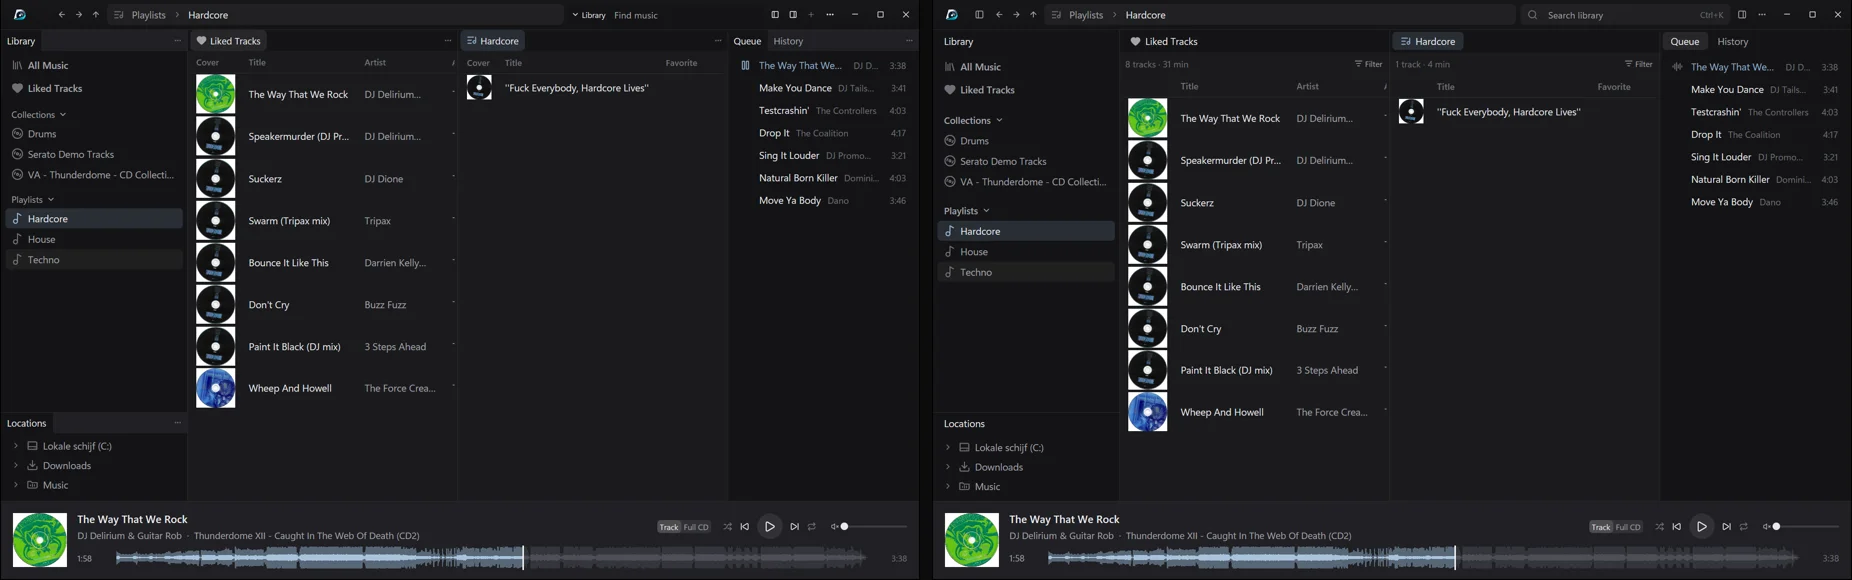 Playlists > Hardcore
Library Find music
Library
All Music
Liked Tracks
Collections
Drums
Serato Demo Tracks
VA - Thunderdome - CD Collecti...
Playlists
Hardcore
House
Techno
Locations
Lokale schijf (C:)
Downloads
Music
Liked Tracks
Cover Title Artist
The Way That We Rock DJ Delirium...
Speakermurder (DJ Pr... DJ Delirium...
Suckerz DJ Dione
Swarm (Tripax mix) Tripax
Bounce It Like This Darrien Kelly...
Don't Cry Buzz Fuzz
Paint It Black (DJ mix) 3 Steps Ahead
Wheep And Howell The Force Crea...
Hardcore
Cover Title Favorite
"Fuck Everybody, Hardcore Lives"
Queue History
The Way That We... DJ D... 3:38
Make You Dance DJ Tails... 3:41
Testcrashin' The Controllers 4:03
Drop It The Coalition 4:17
Sing It Louder DJ Promo... 3:21
Natural Born Killer Domini... 4:03
Move Ya Body Dano 3:46
The Way That We Rock
DJ Delirium & Guitar Rob · Thunderdome XII - Caught In The Web Of Death (CD2)
Track Full CD
1:58 3:38
Playlists > Hardcore
Search library Ctrl+K
Library
All Music
Liked Tracks
Collections
Drums
Serato Demo Tracks
VA - Thunderdome - CD Collecti...
Playlists
Hardcore
House
Techno
Locations
Lokale schijf (C:)
Downloads
Music
Liked Tracks
8 tracks · 31 min Filter
Title Artist
The Way That We Rock DJ Delirium...
Speakermurder (DJ Pr... DJ Delirium...
Suckerz DJ Dione
Swarm (Tripax mix) Tripax
Bounce It Like This Darrien Kelly...
Don't Cry Buzz Fuzz
Paint It Black (DJ mix) 3 Steps Ahead
Wheep And Howell The Force Crea...
Hardcore
1 track · 4 min Filter
Title Favorite
"Fuck Everybody, Hardcore Lives"
Queue History
The Way That We... DJ D... 3:38
Make You Dance DJ Tails... 3:41
Testcrashin' The Controllers 4:03
Drop It The Coalition 4:17
Sing It Louder DJ Promo... 3:21
Natural Born Killer Domini... 4:03
Move Ya Body Dano 3:46
The Way That We Rock
DJ Delirium & Guitar Rob · Thunderdome XII - Caught In The Web Of Death (CD2)
Track Full CD
1:58 3:38